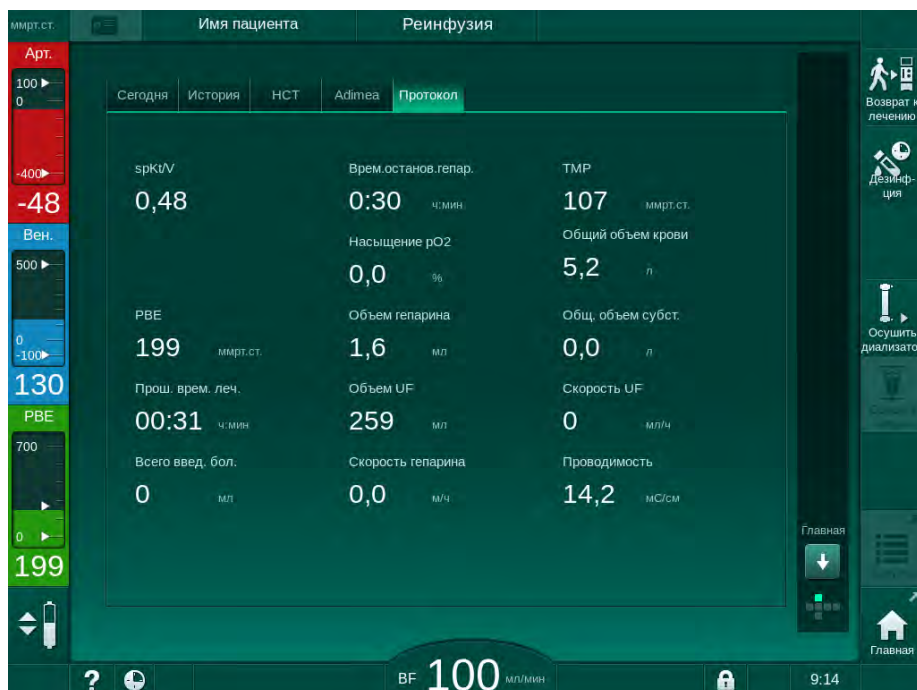 ммрт.ст.
Имя пациента
Реинфузия
Арт.
100
0
-400
-48
Вен.
500
0
-100
130
PBE
700
0
199
Сегодня История HCT Adimea Протокол
spKt/V Врем.останов.гепар. TMP
0,48 0:30 ч:мин 107 ммрт.ст.
Насыщение pO2 Общий объем крови
0,0 % 5,2 л
PBE Объем гепарина Общ. объем субст.
199 ммрт.ст. 1,6 мл 0,0 л
Прош. врем. леч. Объем UF Скорость UF
00:31 ч:мин 259 мл 0 мл/ч
Всего введ. бол. Скорость гепарина Проводимость
0 мл 0,0 м/ч 14,2 мС/см
Главная
Возврат к
лечению
Дезинф-
ция
Осушить
диализато
Главная
? BF 100 мл/мин 9:14